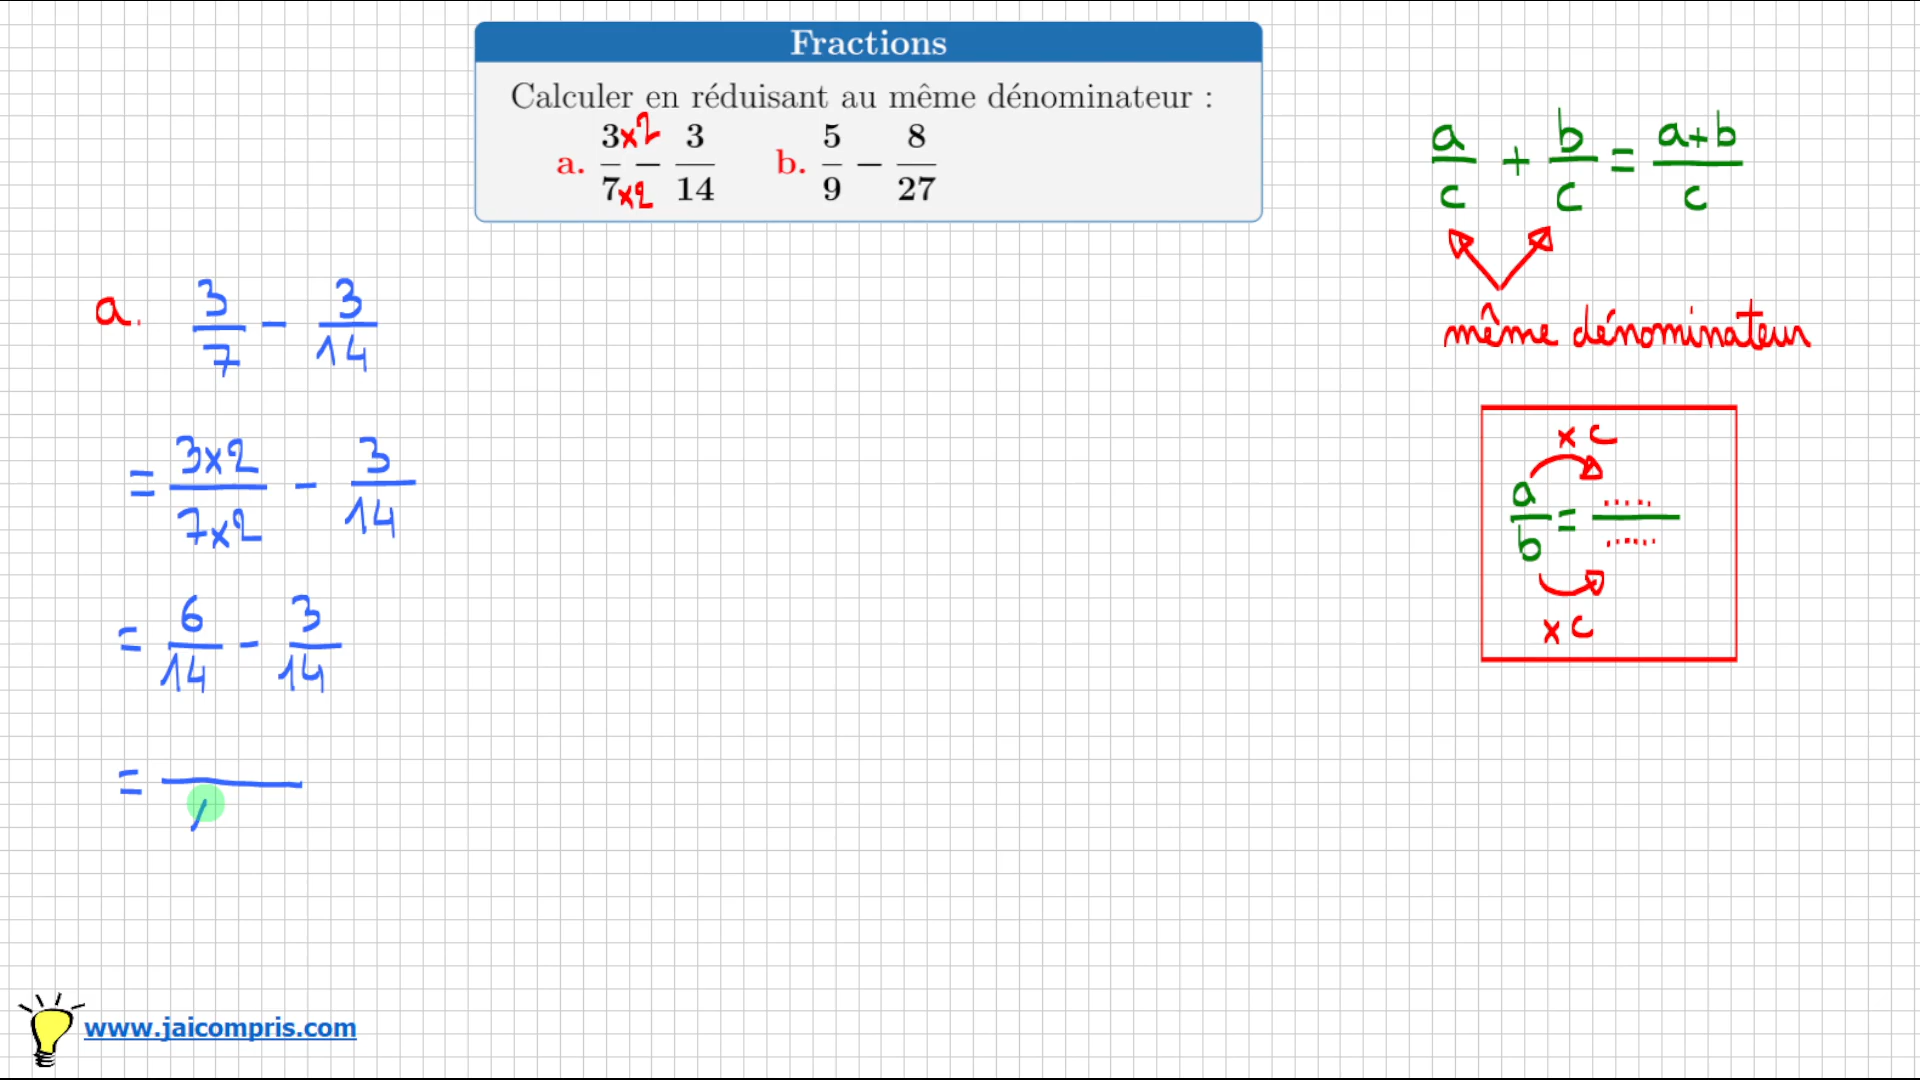 Fractions
Calculer en réduisant au même dénominateur :
a. 3×2/7×2 − 3/14 b. 5/9 − 8/27
a. 3/7 − 3/14
= 3×2/7×2 − 3/14
= 6/14 − 3/14
=
a/c + b/c = a+b/c
même dénominateur
×c
a/b = ...../.....
×c
www.jaicompris.com